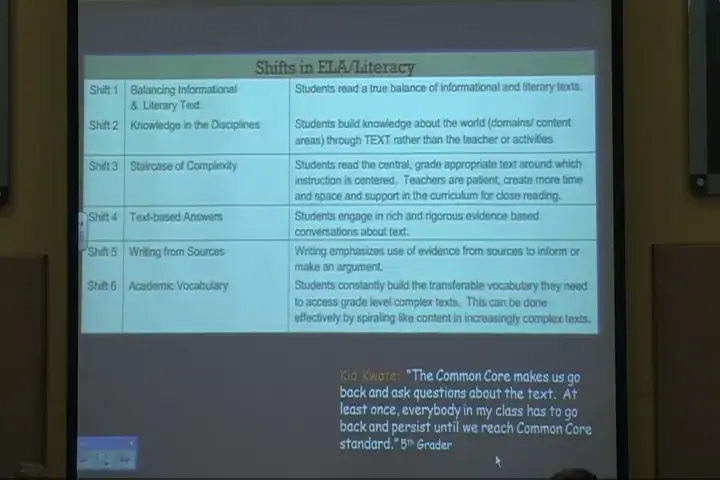 Shifts in ELA/Literacy
Shift 1 Balancing Informational Students read a true balance of informational and literary texts.
& Literary Text
Shift 2 Knowledge in the Disciplines Students build knowledge about the world (domains/ content
areas) through TEXT rather than the teacher or activities
Shift 3 Staircase of Complexity Students read the central, grade appropriate text around which
instruction is centered. Teachers are patient, create more time
and space and support in the curriculum for close reading.
Shift 4 Text-based Answers Students engage in rich and rigorous evidence based
conversations about text.
Shift 5 Writing from Sources Writing emphasizes use of evidence from sources to inform or
make an argument.
Shift 6 Academic Vocabulary Students constantly build the transferable vocabulary they need
to access grade level complex texts. This can be done
effectively by spiraling like content in increasingly complex texts.
Kid Kwote: "The Common Core makes us go
back and ask questions about the text. At
least once, everybody in my class has to go
back and persist until we reach Common Core
standard." 5th Grader